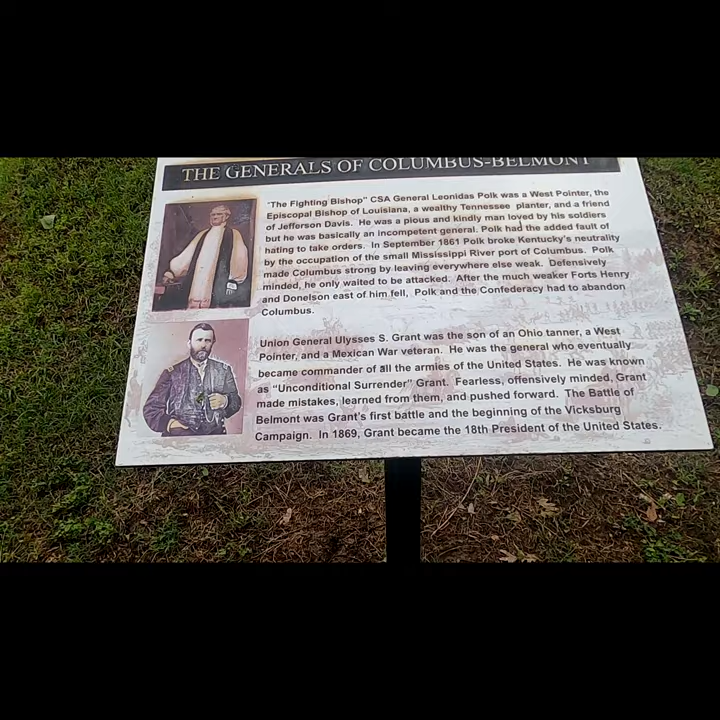 THE GENERALS OF COLUMBUS-BELMONT
"The Fighting Bishop" CSA General Leonidas Polk was a West Pointer, the
Episcopal Bishop of Louisiana, a wealthy Tennessee planter, and a friend
of Jefferson Davis. He was a pious and kindly man loved by his soldiers
but he was basically an incompetent general. Polk had the added fault of
hating to take orders. In September 1861 Polk broke Kentucky's neutrality
by the occupation of the small Mississippi River port of Columbus. Polk
made Columbus strong by leaving everywhere else weak. Defensively
minded, he only waited to be attacked. After the much weaker Forts Henry
and Donelson east of him fell, Polk and the Confederacy had to abandon
Columbus.
Union General Ulysses S. Grant was the son of an Ohio tanner, a West
Pointer, and a Mexican War veteran. He was the general who eventually
became commander of all the armies of the United States. He was known
as "Unconditional Surrender" Grant. Fearless, offensively minded, Grant
made mistakes, learned from them, and pushed forward. The Battle of
Belmont was Grant's first battle and the beginning of the Vicksburg
Campaign. In 1869, Grant became the 18th President of the United States.